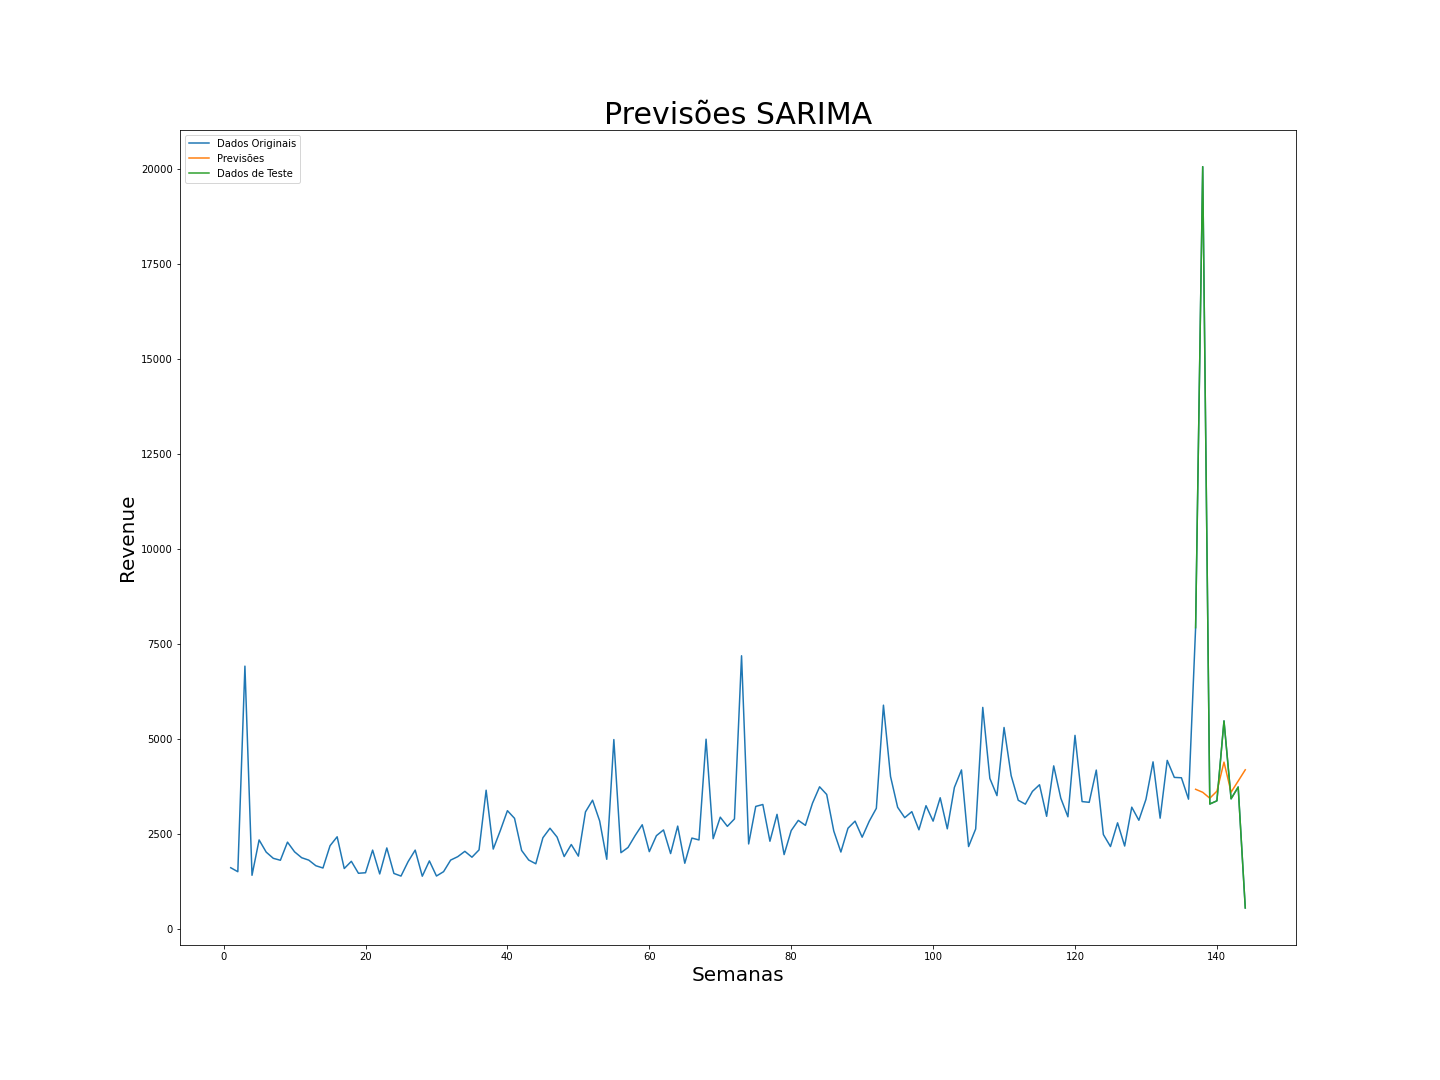 Previsões SARIMA
Dados Originais
Previsões
Dados de Teste
20000
17500
15000
12500
10000
7500
5000
2500
0
Revenue
0 20 40 60 80 100 120 140
Semanas